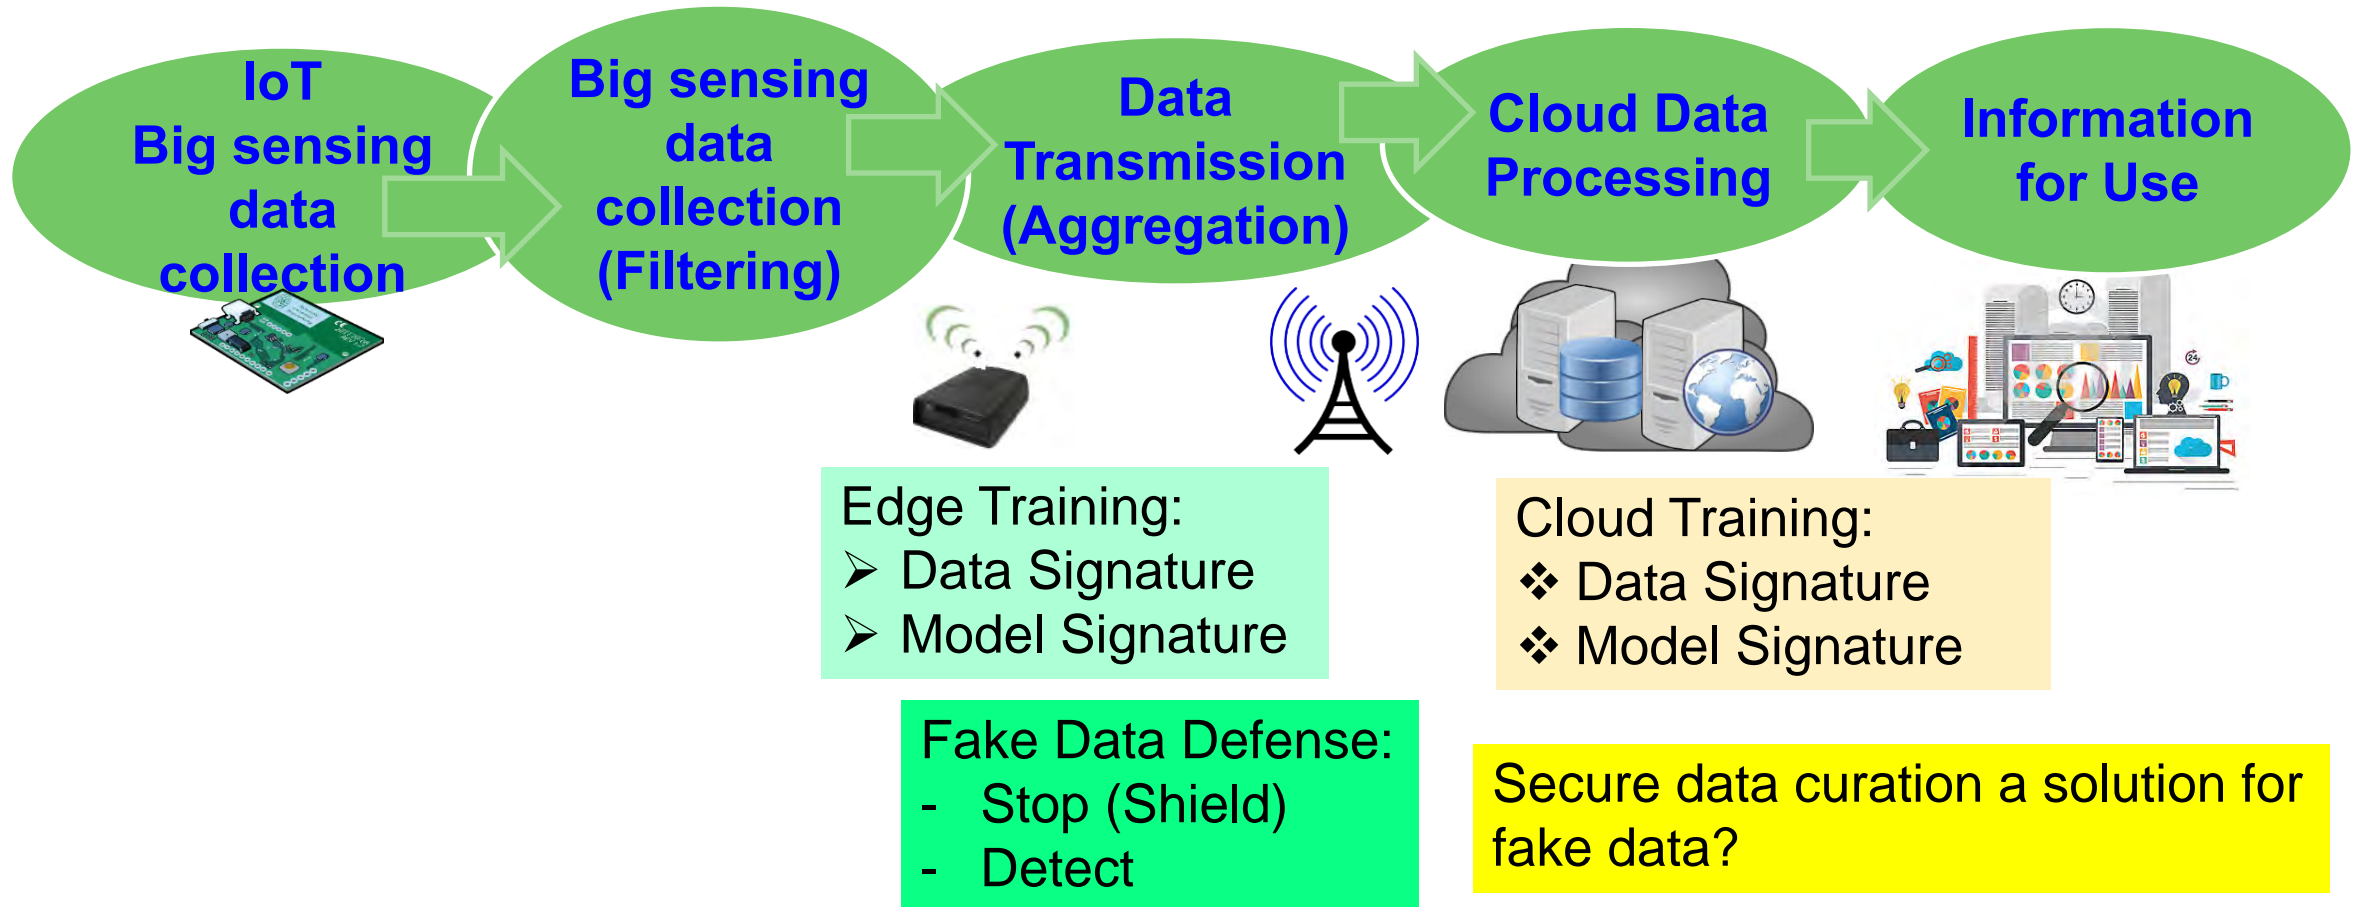 IoT
Big sensing
data
collection
Big sensing
data
collection
(Filtering)
Data
Transmission
(Aggregation)
Cloud Data
Processing
Information
for Use
24
Edge Training:
➢ Data Signature
➢ Model Signature
Cloud Training:
❖ Data Signature
❖ Model Signature
Fake Data Defense:
- Stop (Shield)
- Detect
Secure data curation a solution for
fake data?